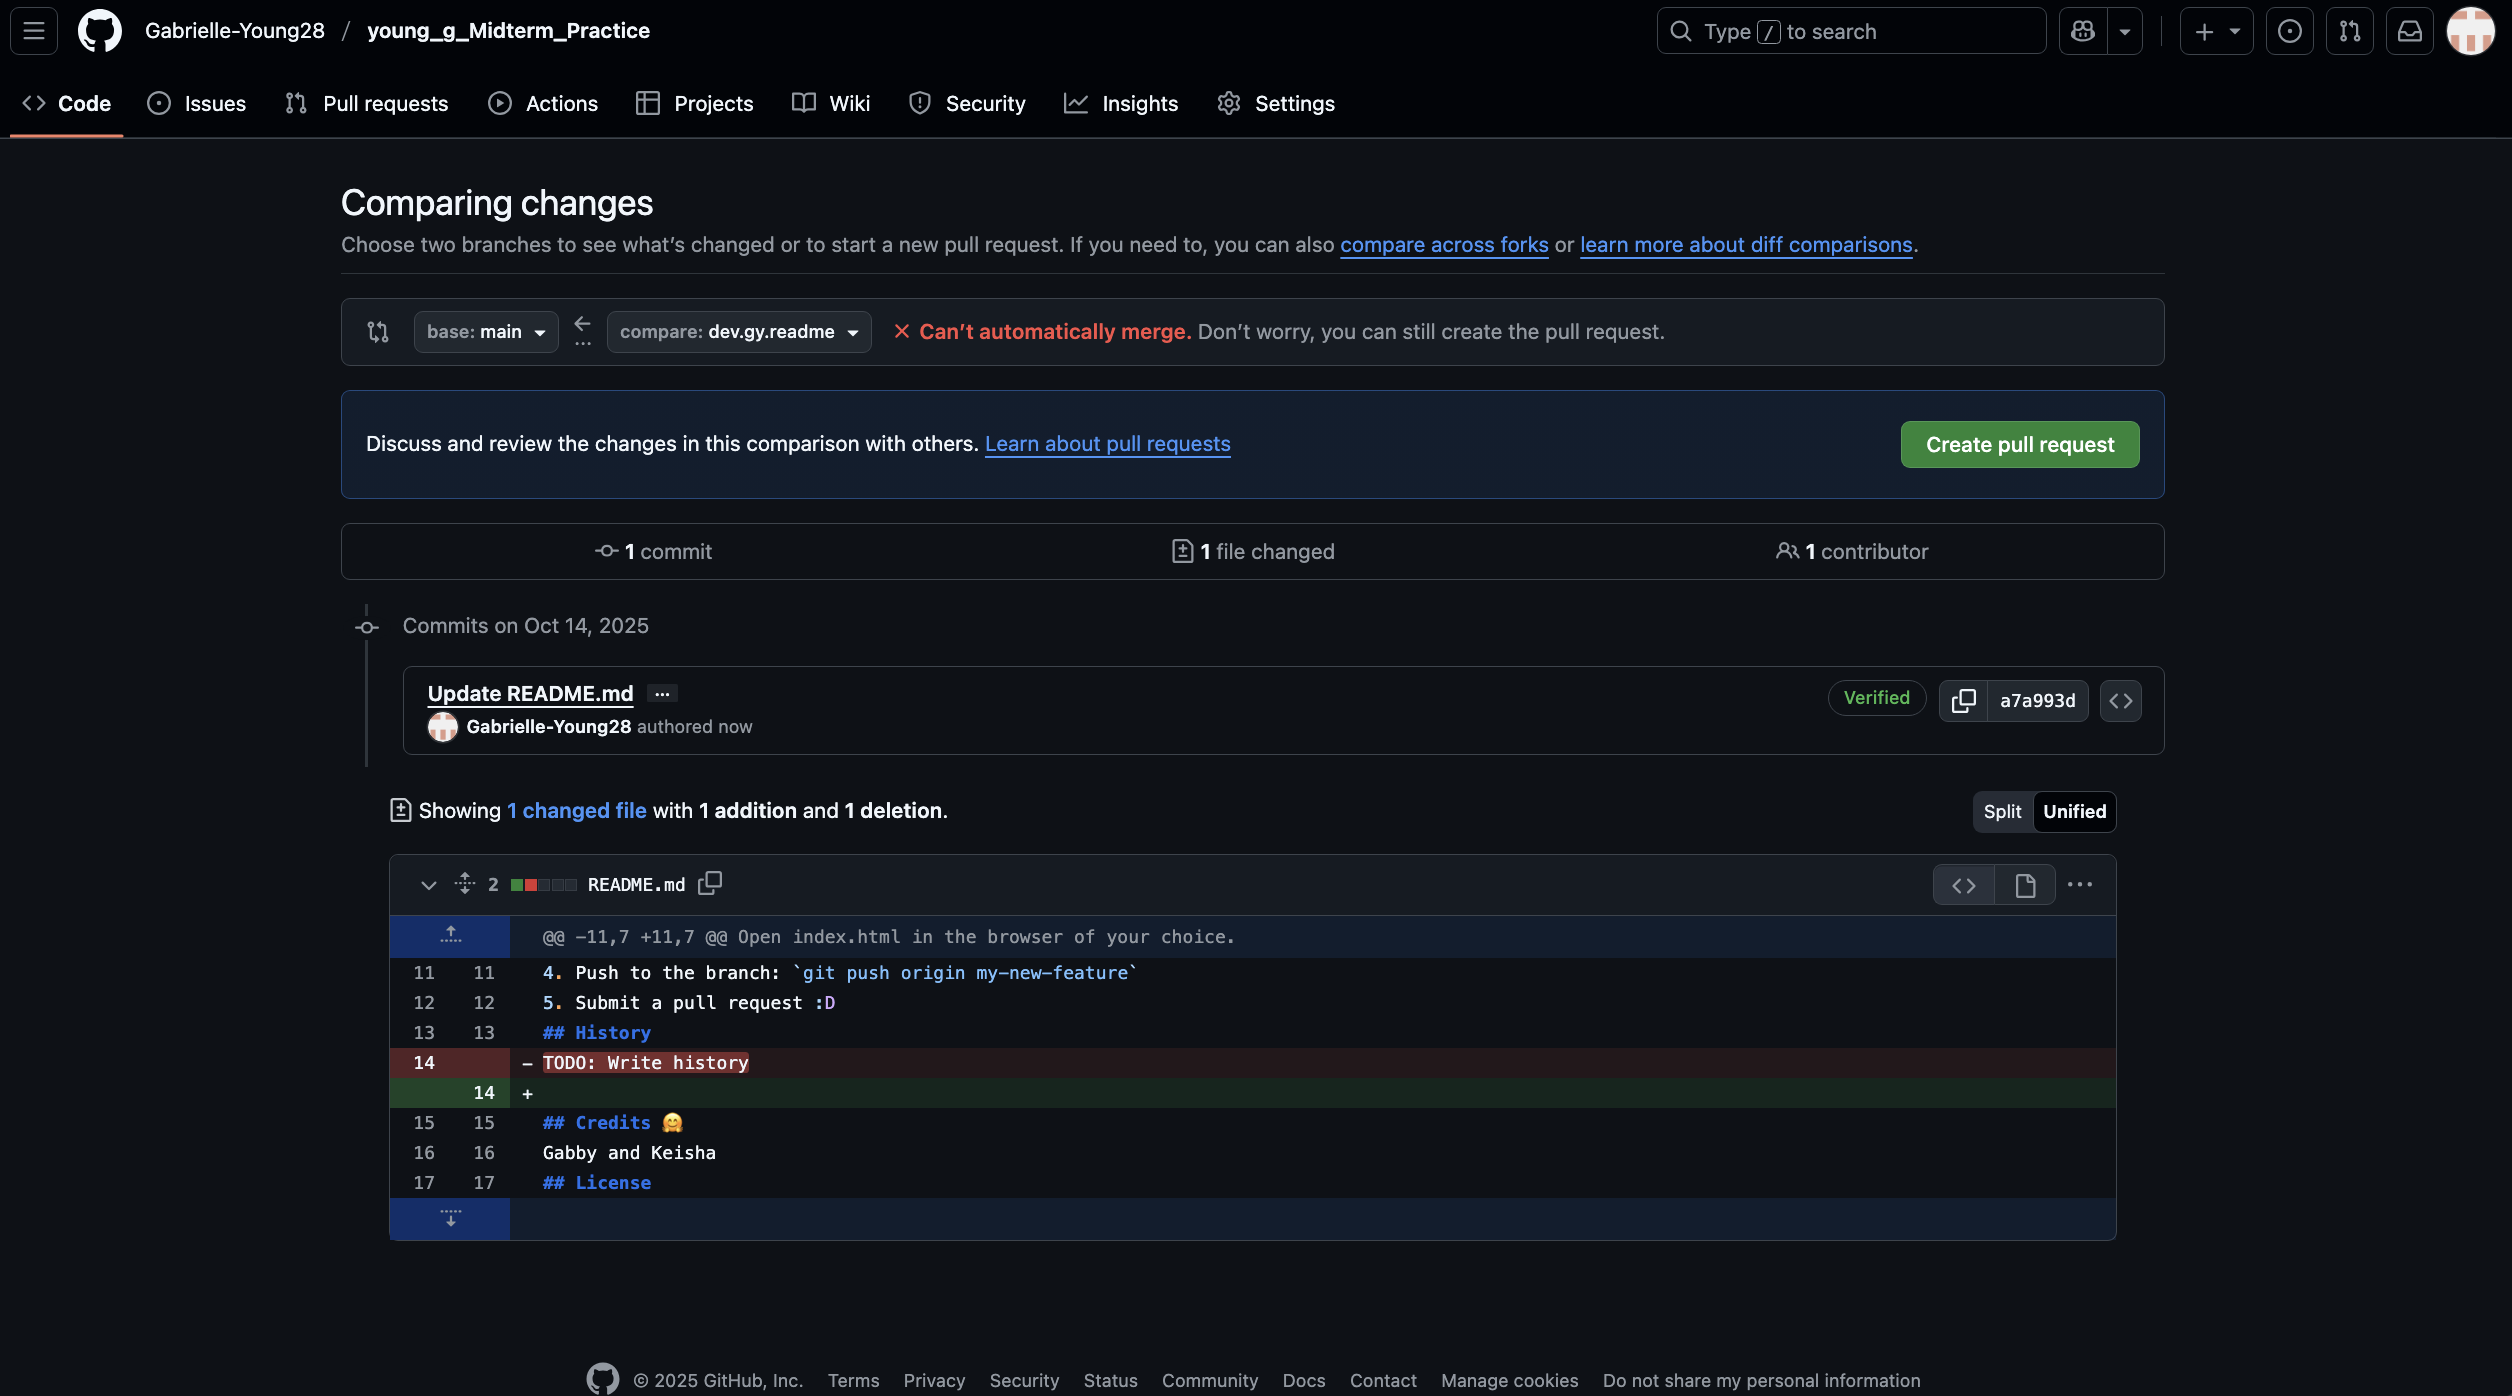 Gabrielle-Young28 / young_g_Midterm_Practice
Type / to search
Code Issues Pull requests Actions Projects Wiki Security Insights Settings
Comparing changes
Choose two branches to see what's changed or to start a new pull request. If you need to, you can also compare across forks or learn more about diff comparisons.
base: main ... compare: dev.gy.readme Can't automatically merge. Don't worry, you can still create the pull request.
Discuss and review the changes in this comparison with others. Learn about pull requests
Create pull request
1 commit 1 file changed 1 contributor
Commits on Oct 14, 2025
Update README.md ...
Verified a7a993d
Gabrielle-Young28 authored now
Showing 1 changed file with 1 addition and 1 deletion.
Split Unified
2 README.md
@@ -11,7 +11,7 @@ Open index.html in the browser of your choice.
11 11 4. Push to the branch: `git push origin my-new-feature`
12 12 5. Submit a pull request :D
13 13 ## History
14 - TODO: Write history
14 +
15 15 ## Credits 🤗
16 16 Gabby and Keisha
17 17 ## License
© 2025 GitHub, Inc. Terms Privacy Security Status Community Docs Contact Manage cookies Do not share my personal information